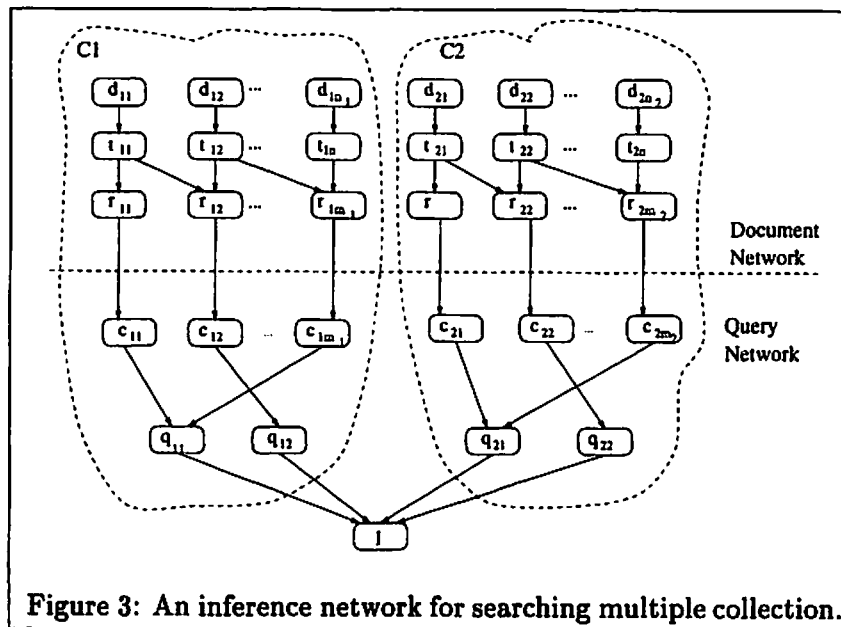 C1 C2
d11 d12 ... d1n1 d21 d22 ... d2n2
t11 t12 ... t1n t21 t22 ... t2n
r11 r12 ... r1m1 r r22 ... r2m2
Document
Network
c11 c12 ... c1m1 c21 c22 ... c2m2
Query
Network
q11 q12 q21 q22
I
Figure 3: An inference network for searching multiple collection.